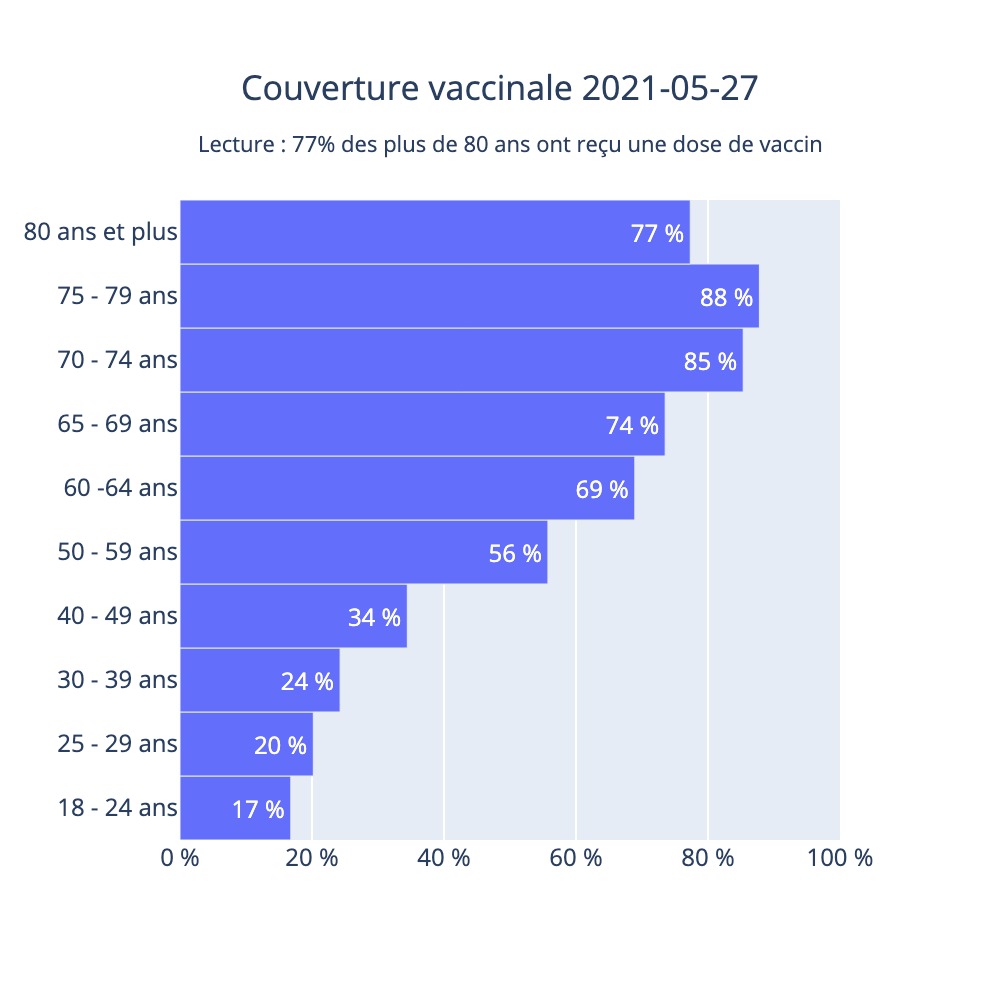 Couverture vaccinale 2021-05-27
Lecture : 77% des plus de 80 ans ont reçu une dose de vaccin
80 ans et plus 77 %
75 - 79 ans 88 %
70 - 74 ans 85 %
65 - 69 ans 74 %
60 -64 ans 69 %
50 - 59 ans 56 %
40 - 49 ans 34 %
30 - 39 ans 24 %
25 - 29 ans 20 %
18 - 24 ans 17 %
0 % 20 % 40 % 60 % 80 % 100 %